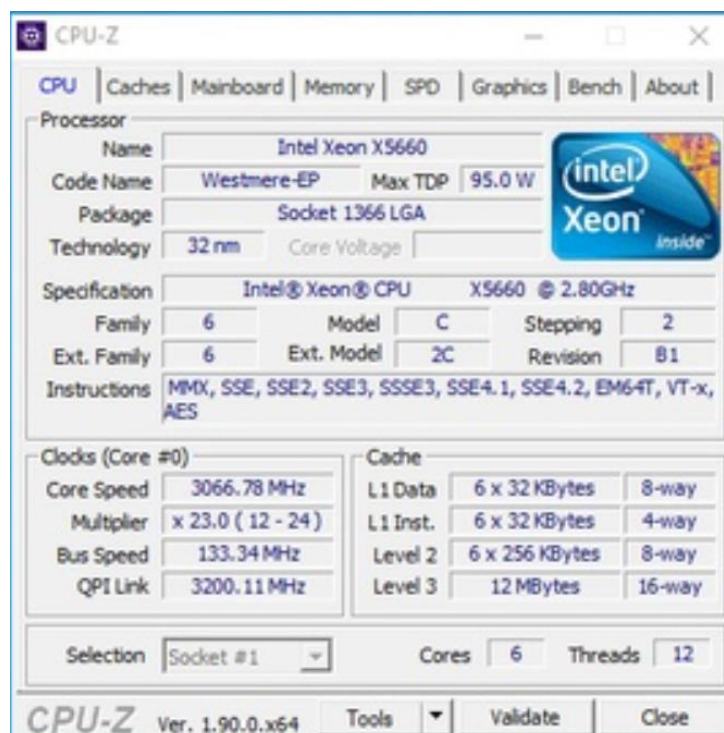 CPU-Z
CPU Caches Mainboard Memory SPD Graphics Bench About
Processor
Name Intel Xeon X5660
Code Name Westmere-EP Max TDP 95.0 W
Package Socket 1366 LGA
Technology 32 nm Core Voltage
intel Xeon inside™
Specification Intel® Xeon® CPU X5660 @ 2.80GHz
Family 6 Model C Stepping 2
Ext. Family 6 Ext. Model 2C Revision B1
Instructions MMX, SSE, SSE2, SSE3, SSSE3, SSE4.1, SSE4.2, EM64T, VT-x,
AES
Clocks (Core #0) Cache
Core Speed 3066.78 MHz L1 Data 6 x 32 KBytes 8-way
Multiplier x 23.0 ( 12 - 24 ) L1 Inst. 6 x 32 KBytes 4-way
Bus Speed 133.34 MHz Level 2 6 x 256 KBytes 8-way
QPI Link 3200.11 MHz Level 3 12 MBytes 16-way
Selection Socket #1 Cores 6 Threads 12
CPU-Z Ver. 1.90.0.x64 Tools Validate Close